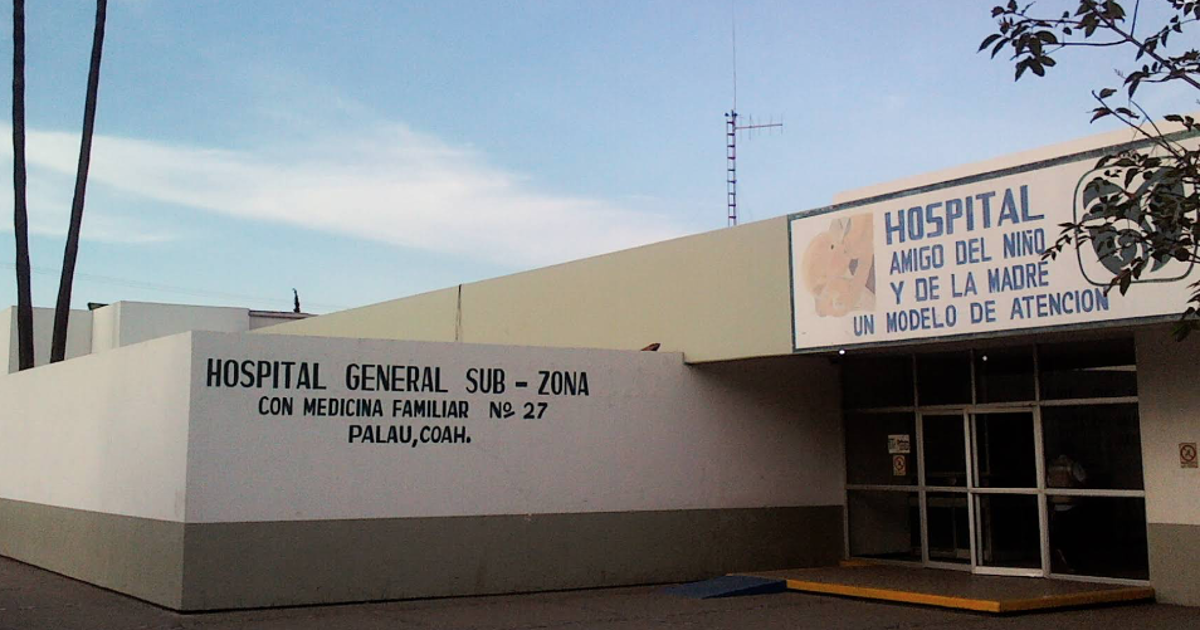 HOSPITAL GENERAL SUB - ZONA
CON MEDICINA FAMILIAR Nº 27
PALAU, COAH.
HOSPITAL
AMIGO DEL NIÑO
Y DE LA MADRE
UN MODELO DE ATENCION